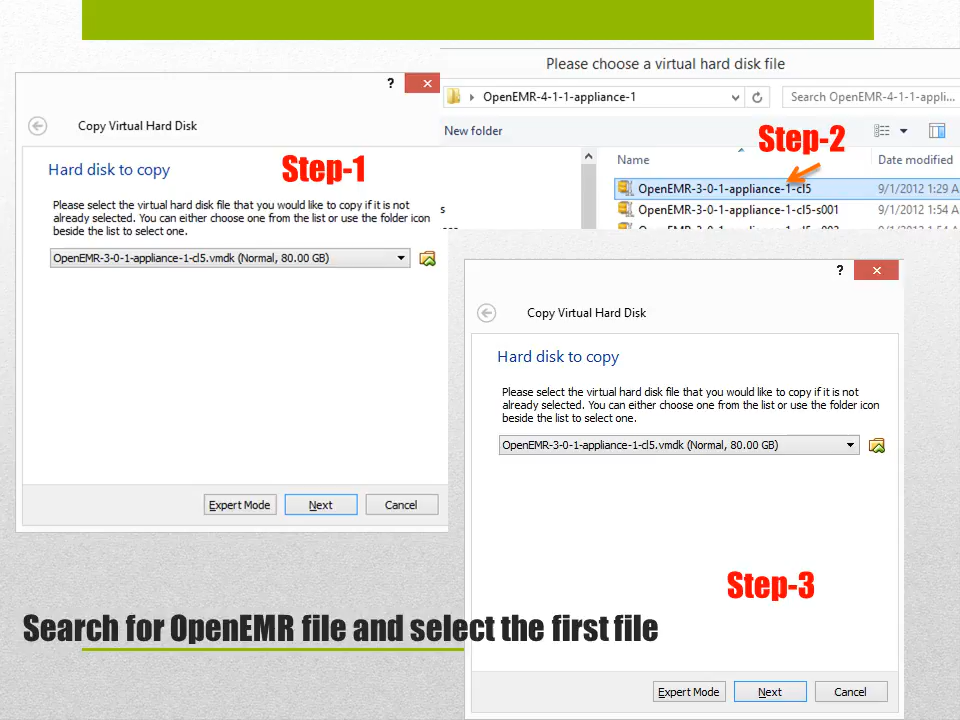 ?
Copy Virtual Hard Disk
Hard disk to copy
Step-1
Please select the virtual hard disk file that you would like to copy if it is not
already selected. You can either choose one from the list or use the folder icon
beside the list to select one.
OpenEMR-3-0-1-appliance-1-cl5.vmdk (Normal, 80.00 GB)
Expert Mode
Next
Cancel
Please choose a virtual hard disk file
OpenEMR-4-1-1-appliance-1
Search OpenEMR-4-1-1-appli...
New folder
Step-2
Name
Date modified
OpenEMR-3-0-1-appliance-1-cl5
9/1/2012 1:29 A
OpenEMR-3-0-1-appliance-1-cl5-s001
9/1/2012 1:54 A
s
?
Copy Virtual Hard Disk
Hard disk to copy
Please select the virtual hard disk file that you would like to copy if it is not
already selected. You can either choose one from the list or use the folder icon
beside the list to select one.
OpenEMR-3-0-1-appliance-1-cl5.vmdk (Normal, 80.00 GB)
Step-3
Expert Mode
Next
Cancel
Search for OpenEMR file and select the first file